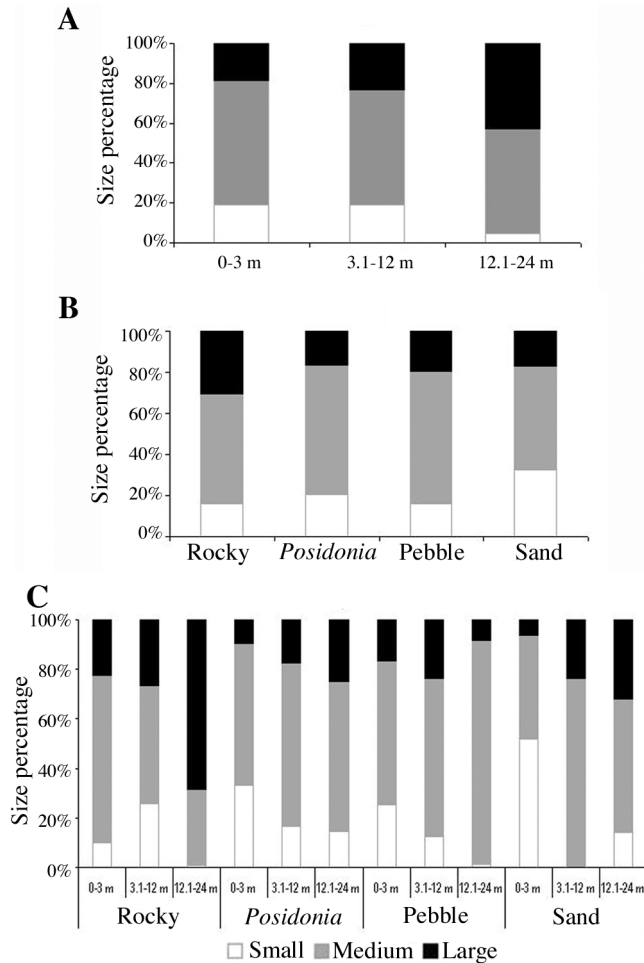 A
Size percentage
100%
80%
60%
40%
20%
0%
0-3 m 3.1-12 m 12.1-24 m
B
Size percentage
100%
80%
60%
40%
20%
0%
Rocky Posidonia Pebble Sand
C
Size percentage
100%
80%
60%
40%
20%
0%
0-3 m 3.1-12 m 12.1-24 m 0-3 m 3.1-12 m 12.1-24 m 0-3 m 3.1-12 m 12.1-24 m 0-3 m 3.1-12 m 12.1-24 m
Rocky Posidonia Pebble Sand
Small Medium Large